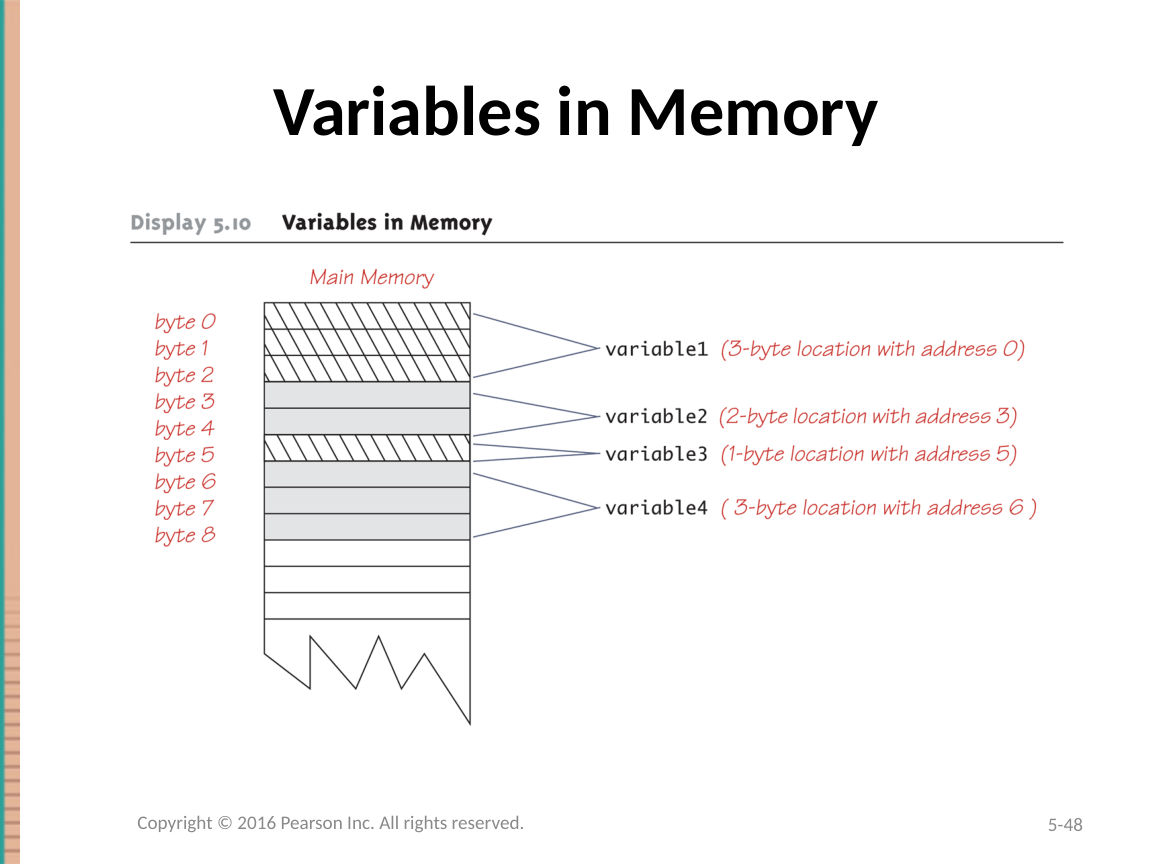 Variables in Memory
Display 5.10 Variables in Memory
Main Memory
byte 0
byte 1
variable1 (3-byte location with address 0)
byte 2
byte 3
variable2 (2-byte location with address 3)
byte 4
byte 5
variable3 (1-byte location with address 5)
byte 6
byte 7
variable4 ( 3-byte location with address 6 )
byte 8
Copyright © 2016 Pearson Inc. All rights reserved.
5-48